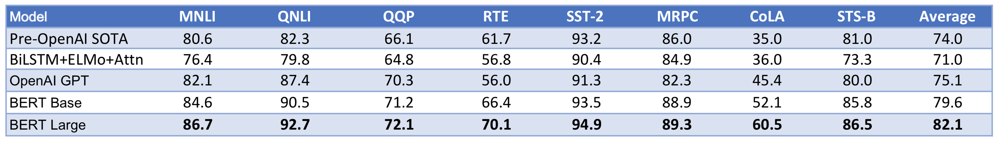 Model MNLI QNLI QQP RTE SST-2 MRPC CoLA STS-B Average
Pre-OpenAI SOTA 80.6 82.3 66.1 61.7 93.2 86.0 35.0 81.0 74.0
BiLSTM+ELMo+Attn 76.4 79.8 64.8 56.8 90.4 84.9 36.0 73.3 71.0
OpenAI GPT 82.1 87.4 70.3 56.0 91.3 82.3 45.4 80.0 75.1
BERT Base 84.6 90.5 71.2 66.4 93.5 88.9 52.1 85.8 79.6
BERT Large 86.7 92.7 72.1 70.1 94.9 89.3 60.5 86.5 82.1